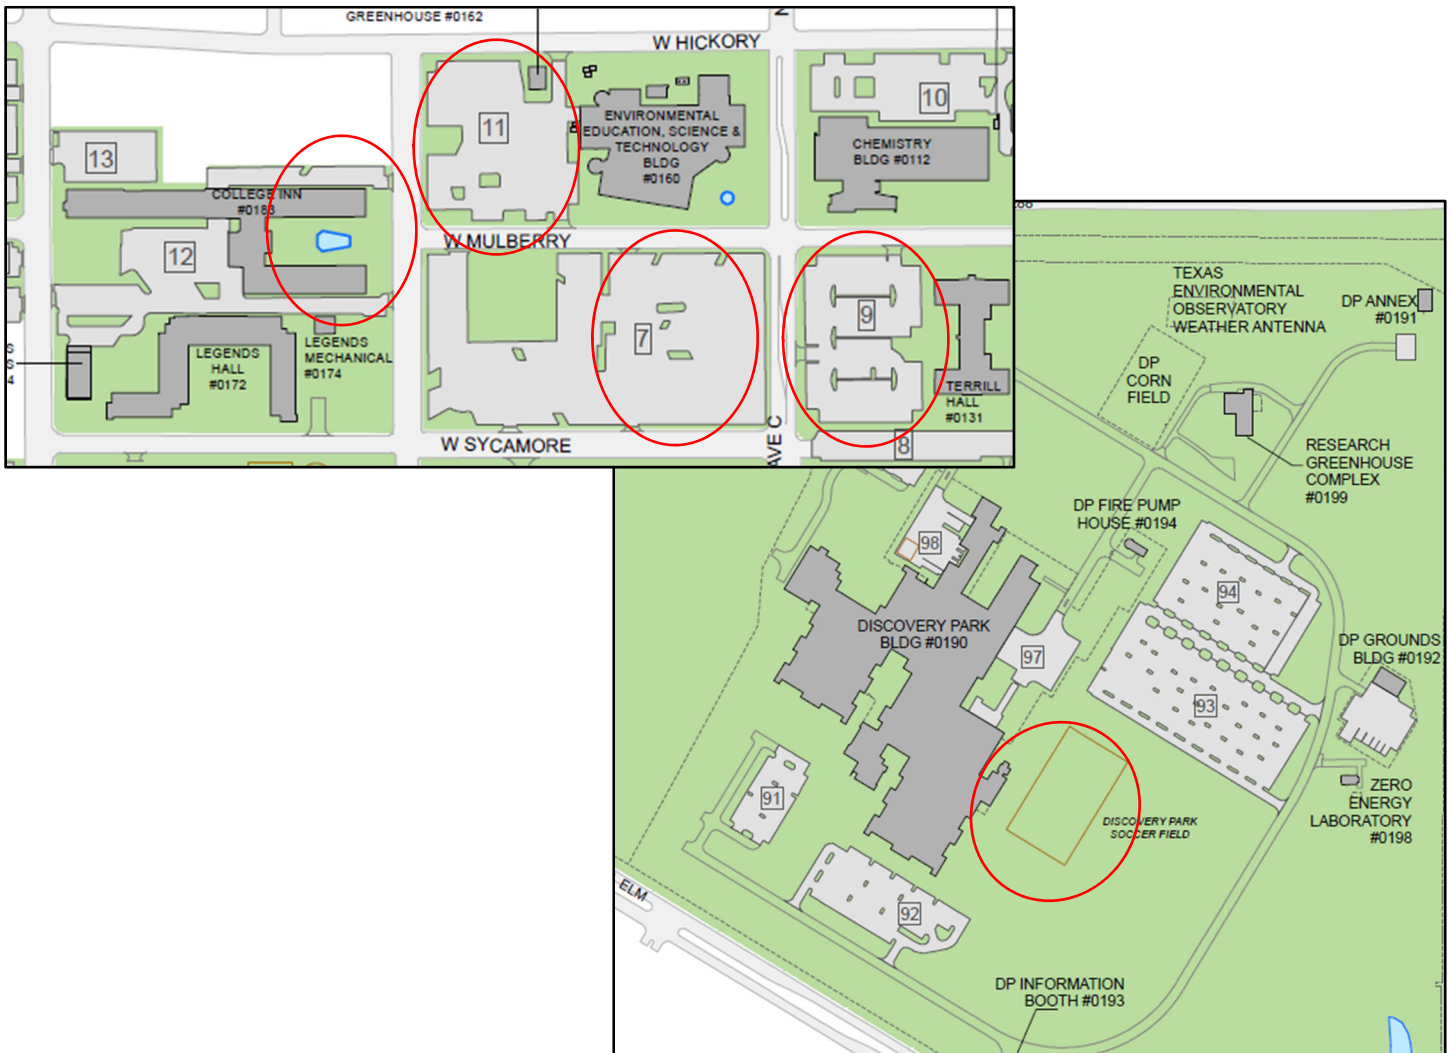 GREENHOUSE #0162
W HICKORY
11
ENVIRONMENTAL
EDUCATION, SCIENCE &
TECHNOLOGY
BLDG
#0160
10
CHEMISTRY
BLDG #0112
13
COLLEGE INN
#0183
12
W MULBERRY
7
9
LEGENDS
HALL
#0172
LEGENDS
MECHANICAL
#0174
TERRILL
HALL
#0131
S
S
4
W SYCAMORE
AVE C
8
TEXAS
ENVIRONMENTAL
OBSERVATORY
WEATHER ANTENNA
DP ANNEX
#0191
DP
CORN
FIELD
RESEARCH
GREENHOUSE
COMPLEX
#0199
DP FIRE PUMP
HOUSE #0194
98
94
DISCOVERY PARK
BLDG #0190
97
DP GROUNDS
BLDG #0192
93
91
ZERO
ENERGY
LABORATORY
#0198
DISCOVERY PARK
SOCCER FIELD
ELM
92
DP INFORMATION
BOOTH #0193